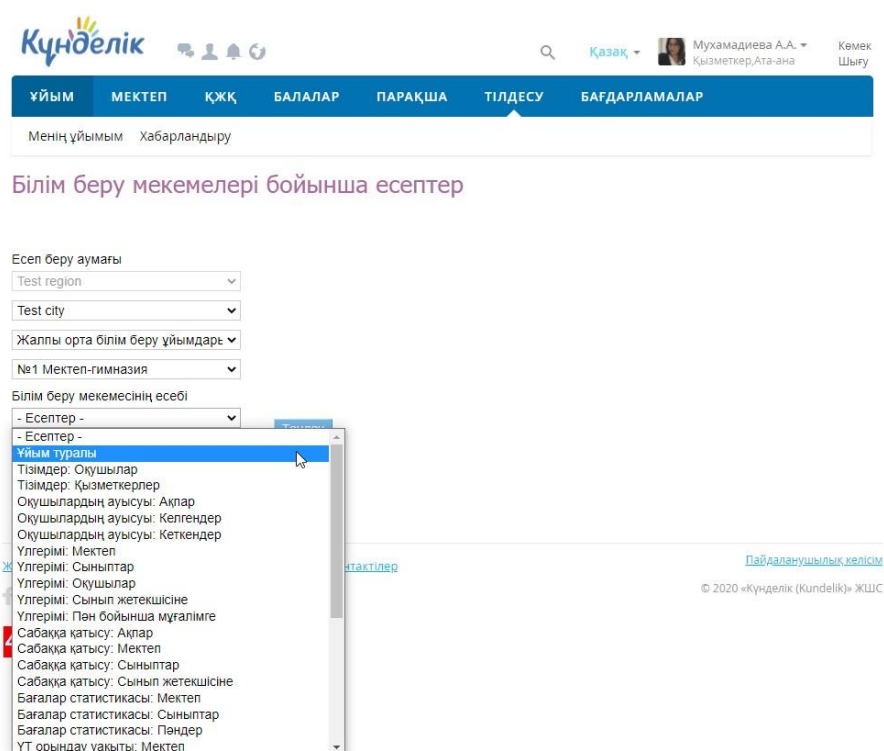 Күнделік
Қазақ
Мухамадиева А.А.
Қызметкер,Ата-ана
Көмек
Шығу
ҰЙЫМ МЕКТЕП ҚЖҚ БАЛАЛАР ПАРАҚША ТІЛДЕСУ БАҒДАРЛАМАЛАР
Менің ұйымым Хабарландыру
Білім беру мекемелері бойынша есептер
Есеп беру аумағы
Test region
Test city
Жалпы орта білім беру ұйымдары
№1 Мектеп-гимназия
Білім беру мекемесінің есебі
- Есептер -
- Есептер -
Ұйым туралы
Тізімдер: Оқушылар
Тізімдер: Қызметкерлер
Оқушылардың ауысуы: Ақпар
Оқушылардың ауысуы: Келгендер
Оқушылардың ауысуы: Кеткендер
Үлгерімі: Мектеп
Үлгерімі: Сыныптар
Үлгерімі: Оқушылар
Үлгерімі: Сынып жетекшісіне
Үлгерімі: Пән бойынша мұғалімге
Сабаққа қатысу: Ақпар
Сабаққа қатысу: Мектеп
Сабаққа қатысу: Сыныптар
Сабаққа қатысу: Сынып жетекшісіне
Бағалар статистикасы: Мектеп
Бағалар статистикасы: Сыныптар
Бағалар статистикасы: Пәндер
ҮТ орындау уақыты: Мектеп
нтактілер
Пайдаланушылық келісім
© 2020 «Күнделік (Kundelik)» ЖШС